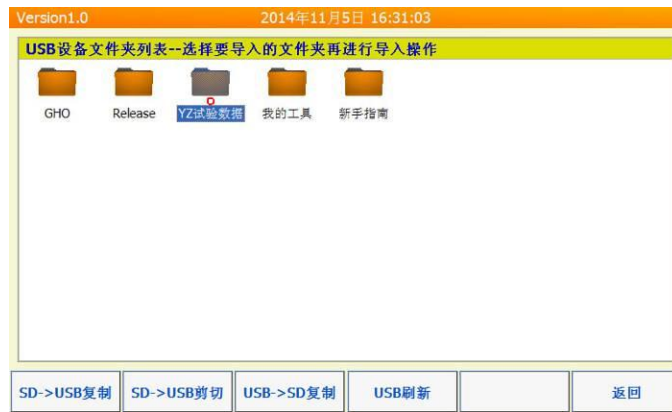 Version1.0 2014年11月5日 16:31:03
USB设备文件夹列表--选择要导入的文件夹再进行导入操作
GHO Release YZ试验数据 我的工具 新手指南
SD->USB复制 SD->USB剪切 USB->SD复制 USB刷新 返回